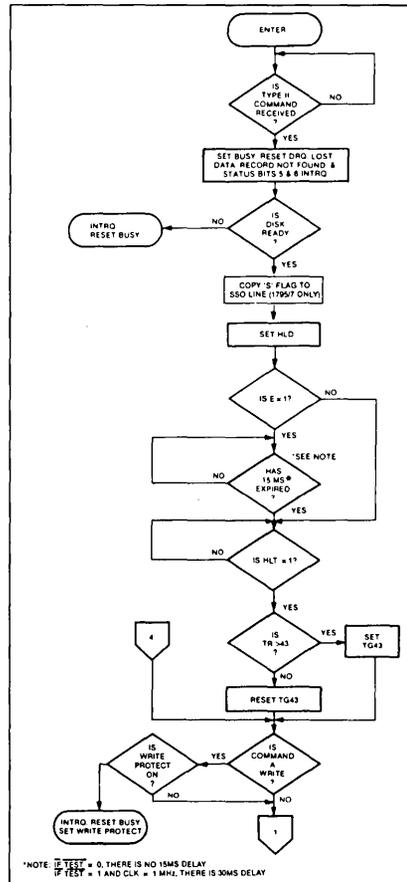 ENTER
IS
TYPE II
COMMAND
RECEIVED
?
NO
YES
SET BUSY, RESET DRQ, LOST
DATA, RECORD NOT FOUND &
STATUS BITS 5 & 6 INTRQ
IS
DISK
READY
?
NO
INTRQ
RESET BUSY
YES
COPY 'S' FLAG TO
SSO LINE (1795/7 ONLY)
SET HLD
IS E = 1?
NO
YES
*SEE NOTE
HAS
15 MS*
EXPIRED
?
NO
YES
IS HLT = 1?
NO
YES
4
IS
TR >43
?
YES
SET
TG43
NO
RESET TG43
IS
WRITE
PROTECT
ON
?
YES
IS
COMMAND
A
WRITE
?
NO
NO
INTRQ, RESET BUSY
SET WRITE PROTECT
1
*NOTE: IF TEST = 0, THERE IS NO 15MS DELAY
IF TEST = 1 AND CLK = 1 MHz, THERE IS 30MS DELAY